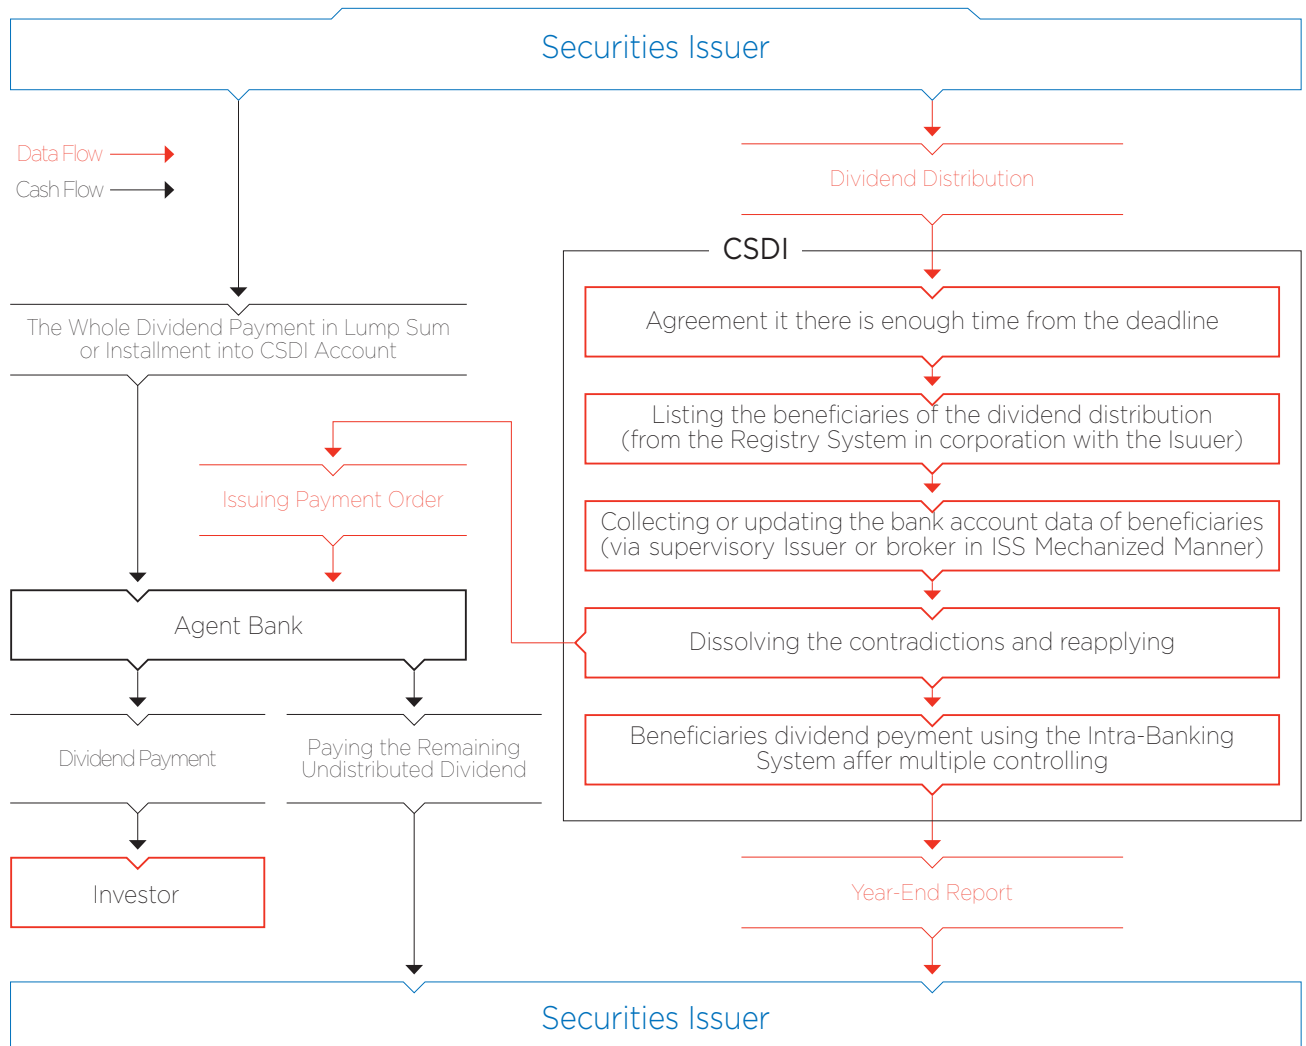 Securities Issuer
Data Flow
Cash Flow
Dividend Distribution
CSDI
The Whole Dividend Payment in Lump Sum
or Installment into CSDI Account
Agreement it there is enough time from the deadline
Listing the beneficiaries of the dividend distribution
(from the Registry System in corporation with the Isuuer)
Issuing Payment Order
Collecting or updating the bank account data of beneficiaries
(via supervisory Issuer or broker in ISS Mechanized Manner)
Agent Bank
Dissolving the contradictions and reapplying
Dividend Payment
Paying the Remaining
Undistributed Dividend
Beneficiaries dividend peyment using the Intra-Banking
System affer multiple controlling
Investor
Year-End Report
Securities Issuer